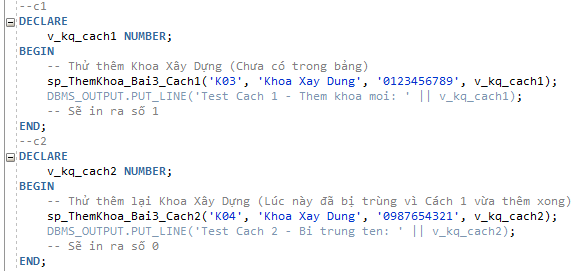 --c1
DECLARE
v_kq_cach1 NUMBER;
BEGIN
-- Thử thêm Khoa Xây Dựng (Chưa có trong bảng)
sp_ThemKhoa_Bai3_Cach1('K03', 'Khoa Xay Dung', '0123456789', v_kq_cach1);
DBMS_OUTPUT.PUT_LINE('Test Cach 1 - Them khoa moi: ' || v_kq_cach1);
-- Sẽ in ra số 1
END;
--c2
DECLARE
v_kq_cach2 NUMBER;
BEGIN
-- Thử thêm lại Khoa Xây Dựng (Lúc này đã bị trùng vì Cách 1 vừa thêm xong)
sp_ThemKhoa_Bai3_Cach2('K04', 'Khoa Xay Dung', '0987654321', v_kq_cach2);
DBMS_OUTPUT.PUT_LINE('Test Cach 2 - Bi trung ten: ' || v_kq_cach2);
-- Sẽ in ra số 0
END;